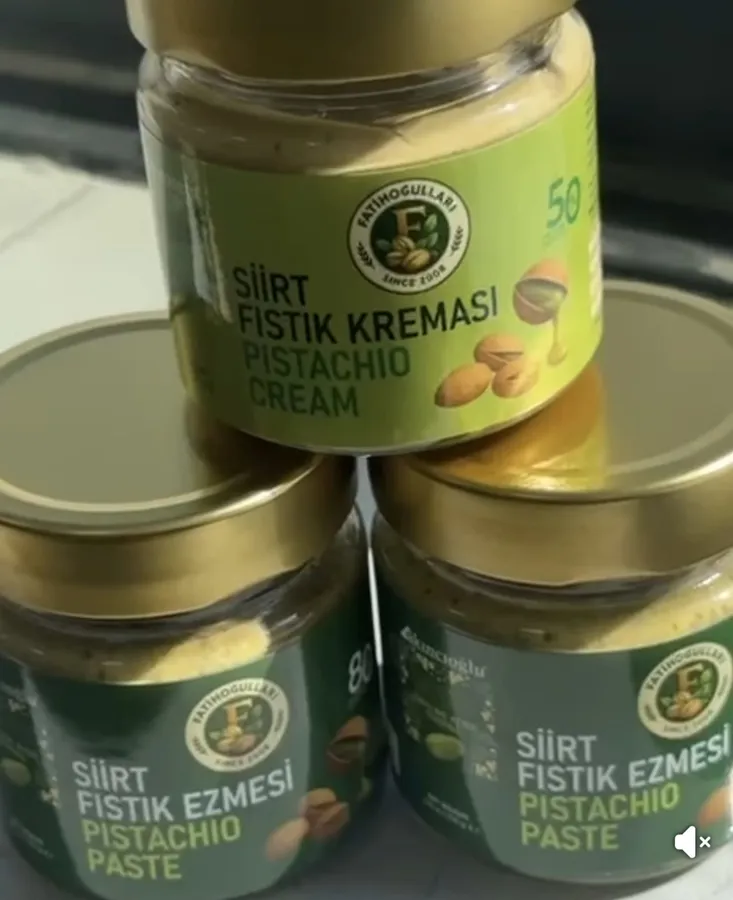 FATİHOĞULLARI
F
SINCE 2008
50
SİİRT
FISTIK KREMASI
PISTACHIO
CREAM
FATİHOĞULLARI
F
SINCE 2008
80
SİİRT
FISTIK EZMESİ
PISTACHIO
PASTE
FATİHOĞULLARI
F
SINCE 2008
SİİRT
FISTIK EZMESİ
PISTACHIO
PASTE